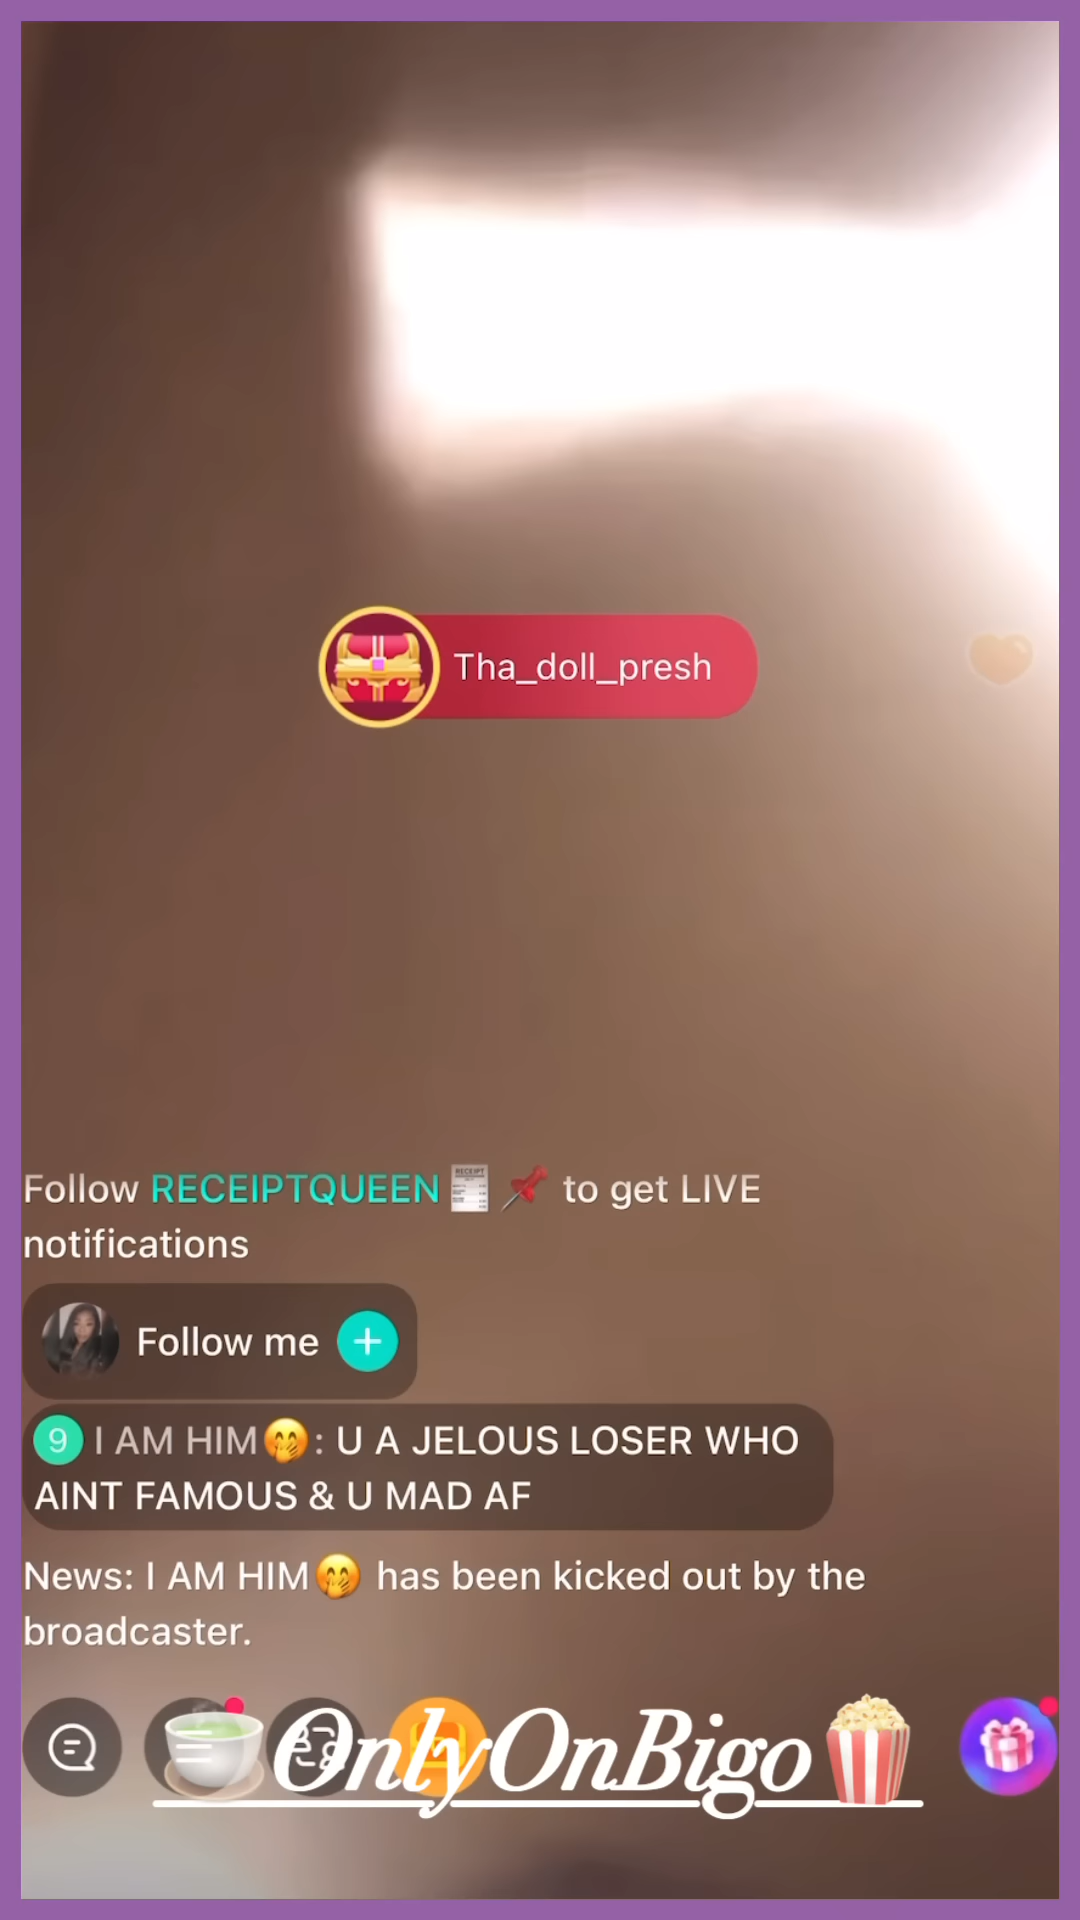 Tha_doll_presh
Follow RECEIPTQUEEN🧾📌 to get LIVE
notifications
Follow me
9 I AM HIM🤭: U A JELOUS LOSER WHO
AINT FAMOUS & U MAD AF
News: I AM HIM🤭 has been kicked out by the
broadcaster.
🍵OnlyOnBigo🍿